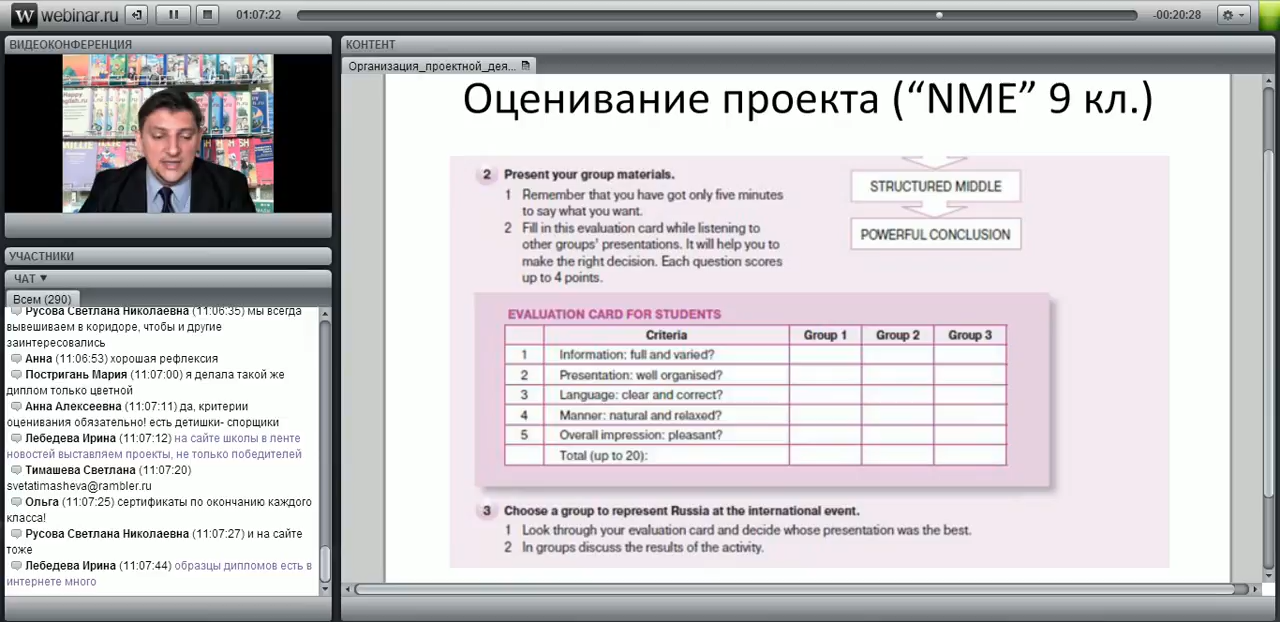 webinar.ru
01:07:22
-00:20:28
ВИДЕОКОНФЕРЕНЦИЯ
УЧАСТНИКИ
ЧАТ
Всем (290)
Русова Светлана Николаевна (11:06:35) мы всегда
вывешиваем в коридоре, чтобы и другие
заинтересовались
Анна (11:06:53) хорошая рефлексия
Постригань Мария (11:07:00) я делала такой же
диплом только цветной
Анна Алексеевна (11:07:11) да, критерии
оценивания обязательно! есть детишки- спорщики
Лебедева Ирина (11:07:12) на сайте школы в ленте
новостей выставляем проекты, не только победителей
Тимашева Светлана (11:07:20)
svetatimasheva@rambler.ru
Ольга (11:07:25) сертификаты по окончанию каждого
класса!
Русова Светлана Николаевна (11:07:27) и на сайте
тоже
Лебедева Ирина (11:07:44) образцы дипломов есть в
интернете много
КОНТЕНТ
Организация_проектной_дея...
Оценивание проекта (“NME” 9 кл.)
2 Present your group materials.
1 Remember that you have got only five minutes
to say what you want.
2 Fill in this evaluation card while listening to
other groups' presentations. It will help you to
make the right decision. Each question scores
up to 4 points.
STRUCTURED MIDDLE
POWERFUL CONCLUSION
EVALUATION CARD FOR STUDENTS
Criteria Group 1 Group 2 Group 3
1 Information: full and varied?
2 Presentation: well organised?
3 Language: clear and correct?
4 Manner: natural and relaxed?
5 Overall impression: pleasant?
Total (up to 20):
3 Choose a group to represent Russia at the international event.
1 Look through your evaluation card and decide whose presentation was the best.
2 In groups discuss the results of the activity.